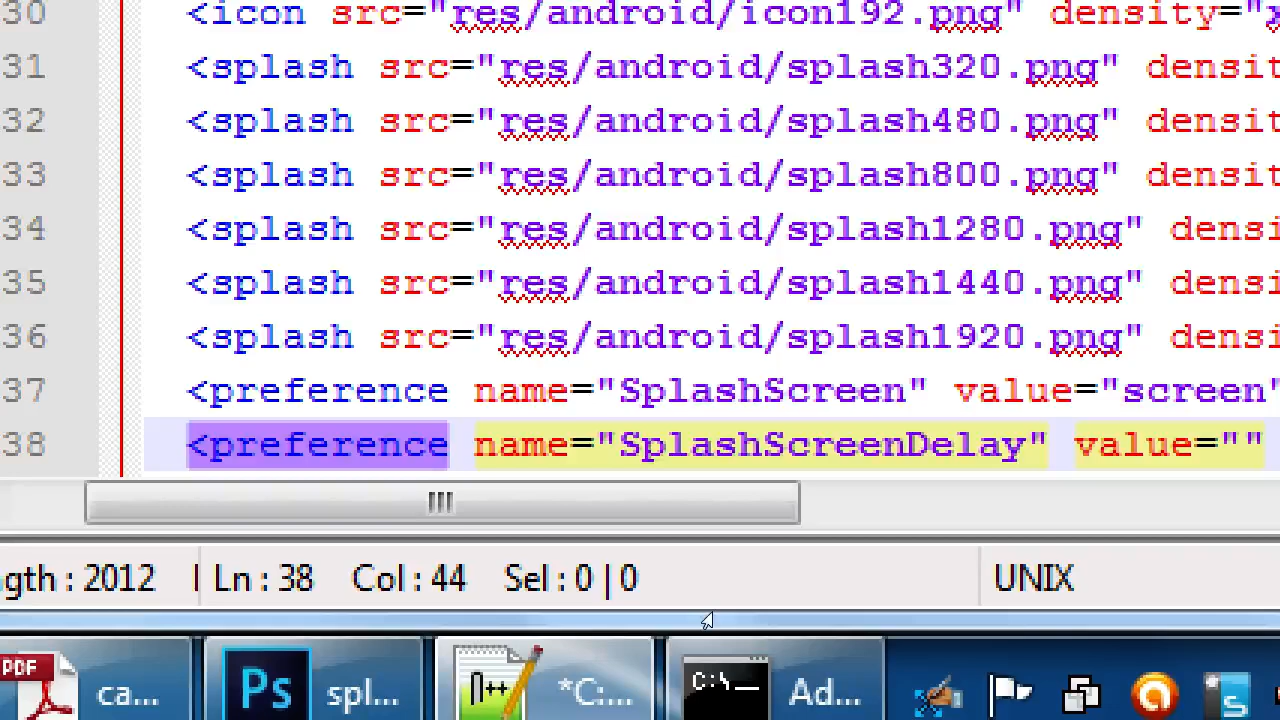 30 <icon src="res/android/icon192.png" density="x
31 <splash src="res/android/splash320.png" densit
32 <splash src="res/android/splash480.png" densit
33 <splash src="res/android/splash800.png" densit
34 <splash src="res/android/splash1280.png" densi
35 <splash src="res/android/splash1440.png" densi
36 <splash src="res/android/splash1920.png" densi
37 <preference name="SplashScreen" value="screen"
38 <preference name="SplashScreenDelay" value=""
gth : 2012 Ln : 38 Col : 44 Sel : 0 | 0 UNIX
PDF ca... Ps spl... N++ *C:... C:\_ Ad... S